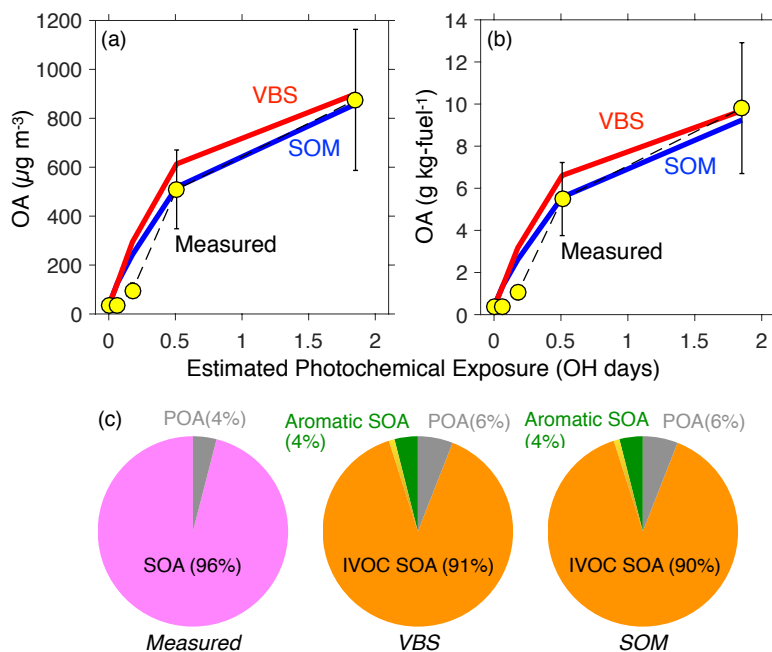 (a)
1200
1000
800
600
400
200
0
OA (µg m⁻³)
VBS
SOM
Measured
0 0.5 1 1.5 2
(b)
14
12
10
8
6
4
2
0
OA (g kg-fuel⁻¹)
VBS
SOM
Measured
0 0.5 1 1.5 2
Estimated Photochemical Exposure (OH days)
(c)
POA(4%)
SOA (96%)
Measured
Aromatic SOA
(4%)
POA(6%)
IVOC SOA (91%)
VBS
Aromatic SOA
(4%)
POA(6%)
IVOC SOA (90%)
SOM